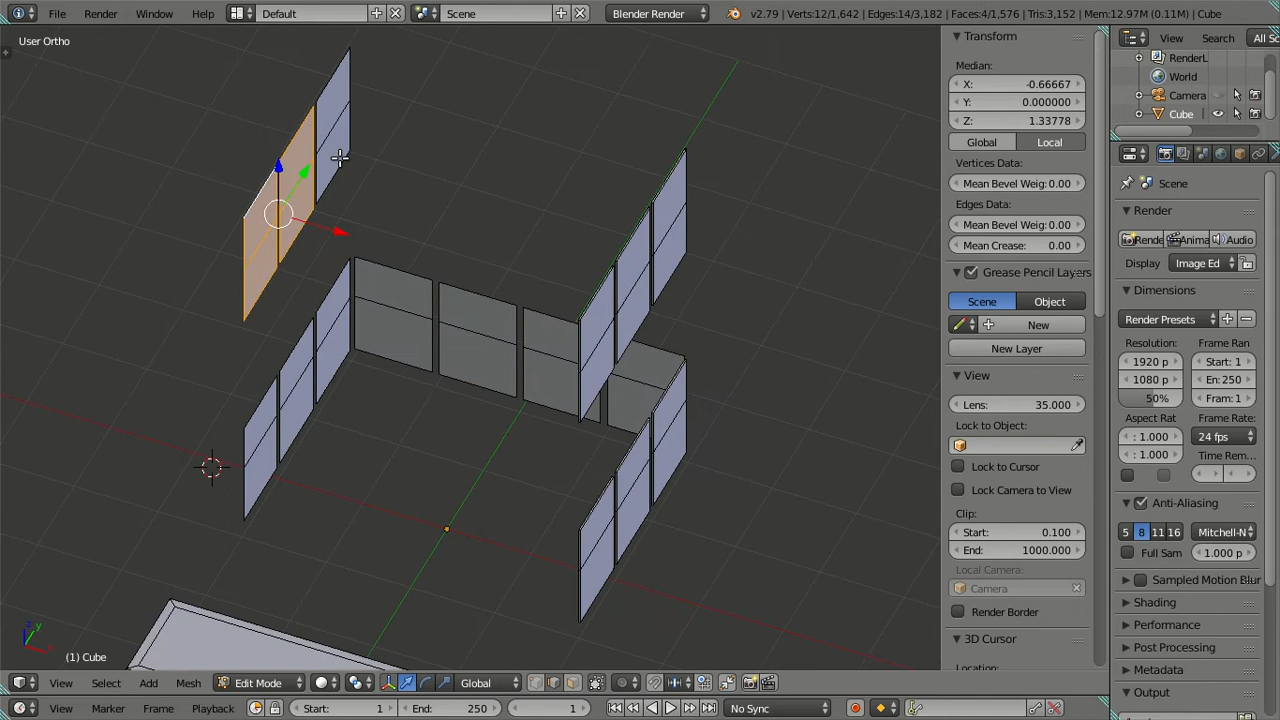 File Render Window Help Default Scene Blender Render v2.79 | Verts:12/1,642 | Edges:14/3,182 | Faces:4/1,576 | Tris:3,152 | Mem:12.97M (0.11M) | Cube
User Ortho
Transform
Median:
X: -0.66667
Y: 0.000000
Z: 1.33778
Global Local
Vertices Data:
Mean Bevel Weig: 0.00
Edges Data:
Mean Bevel Weig: 0.00
Mean Crease: 0.00
Grease Pencil Layers
Scene Object
New
New Layer
View
Lens: 35.000
Lock to Object:
Lock to Cursor
Lock Camera to View
Clip:
Start: 0.100
End: 1000.000
Local Camera:
Camera
Render Border
3D Cursor
Location:
View Search All Sc
RenderL
World
Camera
Cube
Scene
Render
Rende Anima Audio
Display Image Ed
Dimensions
Render Presets
Resolution: Frame Ran
1920 p Start: 1
1080 p En: 250
50% Fram: 1
Aspect Rat Frame Rate:
: 1.000 24 fps
: 1.000 Time Rem...
Anti-Aliasing
5 8 11 16 Mitchell-N
Full Sam 1.000 p
Sampled Motion Blur
Shading
Performance
Post Processing
Metadata
Output
z y x
(1) Cube
View Select Add Mesh Edit Mode Global
View Marker Frame Playback Start: 1 End: 250 1 No Sync